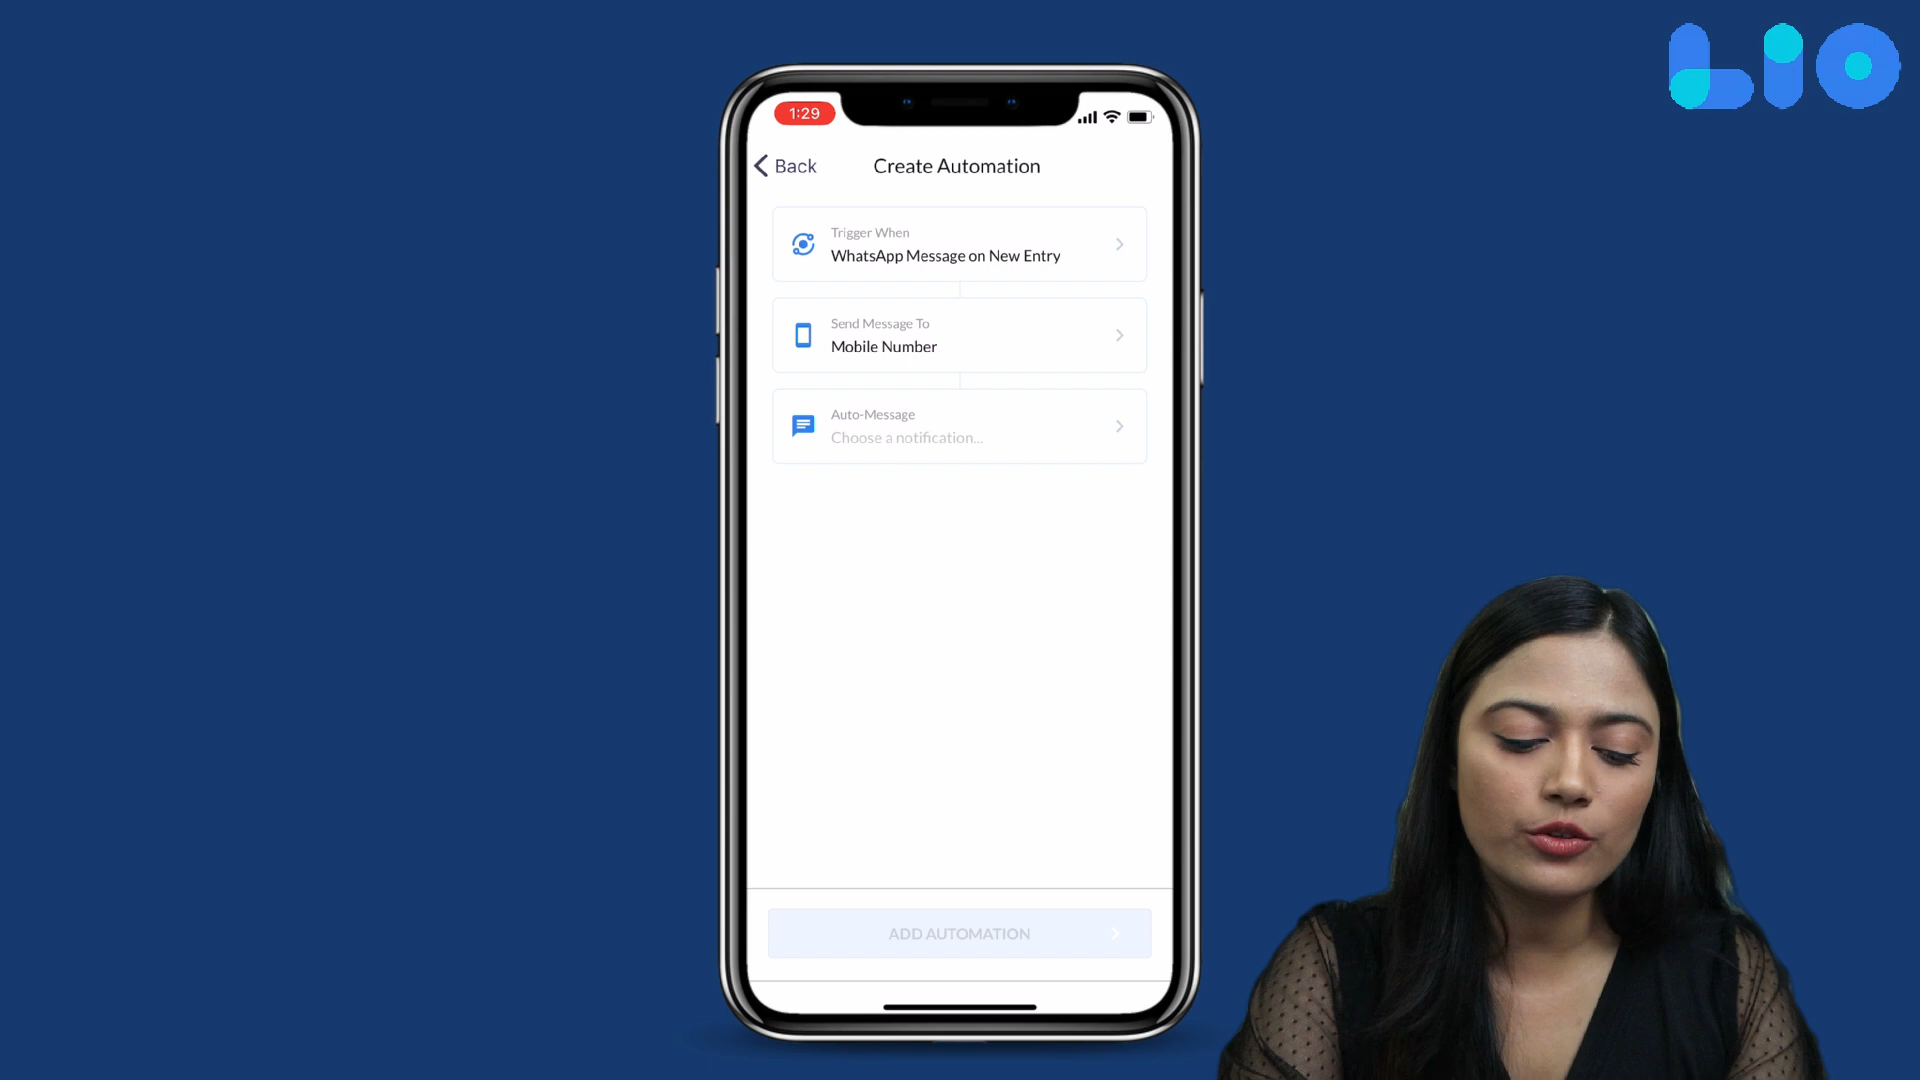 Lio
1:29
Back
Create Automation
Trigger When
WhatsApp Message on New Entry
Send Message To
Mobile Number
Auto-Message
Choose a notification...
ADD AUTOMATION